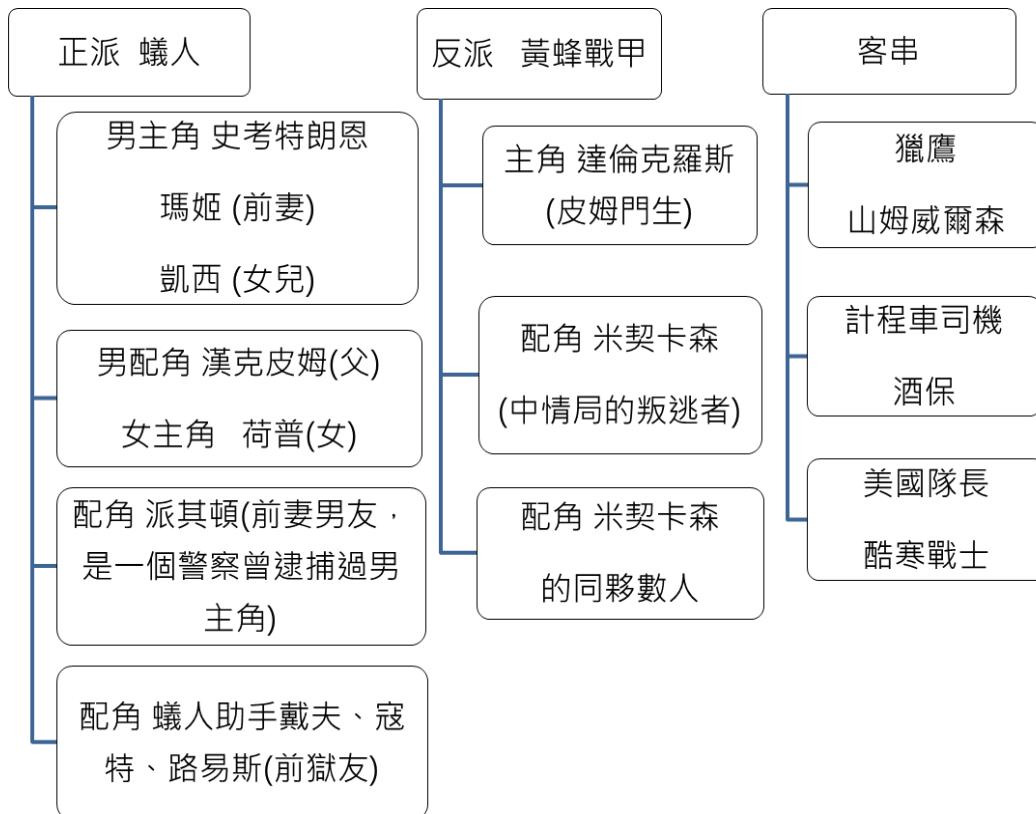 正派 蟻人
男主角 史考特朗恩
瑪姬 (前妻)
凱西 (女兒)
男配角 漢克皮姆(父)
女主角 荷普(女)
配角 派其頓(前妻男友，
是一個警察曾逮捕過男
主角)
配角 蟻人助手戴夫、寇
特、路易斯(前獄友)
反派 黃蜂戰甲
主角 達倫克羅斯
(皮姆門生)
配角 米契卡森
(中情局的叛逃者)
配角 米契卡森
的同夥數人
客串
獵鷹
山姆威爾森
計程車司機
酒保
美國隊長
酷寒戰士